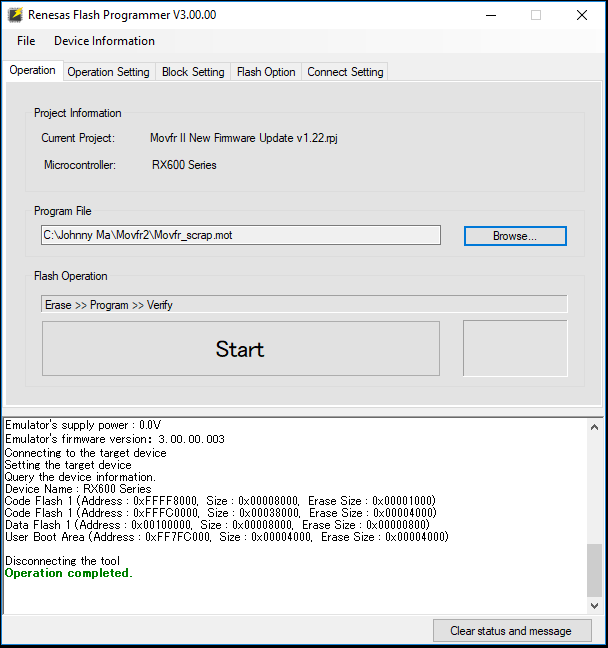 Renesas Flash Programmer V3.00.00
File Device Information
Operation Operation Setting Block Setting Flash Option Connect Setting
Project Information
Current Project: Movfr II New Firmware Update v1.22.rpj
Microcontroller: RX600 Series
Program File
C:\Johnny Ma\Movfr2\Movfr_scrap.mot Browse...
Flash Operation
Erase >> Program >> Verify
Start
Emulator's supply power : 0.0V
Emulator's firmware version: 3.00.00.003
Connecting to the target device
Setting the target device
Query the device information.
Device Name : RX600 Series
Code Flash 1 (Address : 0xFFFF8000, Size : 0x00008000, Erase Size : 0x00001000)
Code Flash 1 (Address : 0xFFFC0000, Size : 0x00038000, Erase Size : 0x00004000)
Data Flash 1 (Address : 0x00100000, Size : 0x00008000, Erase Size : 0x00000800)
User Boot Area (Address : 0xFF7FC000, Size : 0x00004000, Erase Size : 0x00004000)
Disconnecting the tool
Operation completed.
Clear status and message